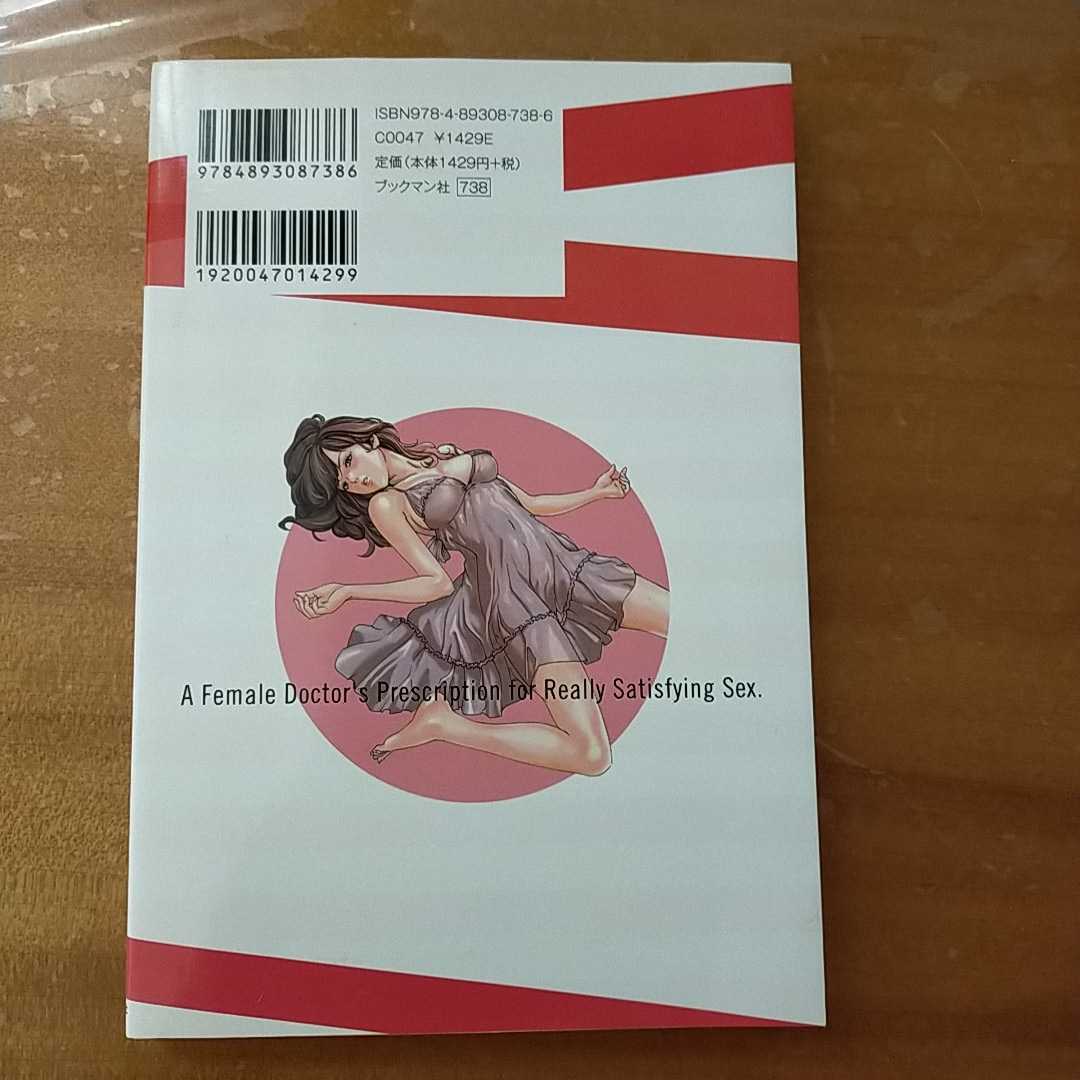 ISBN978-4-89308-738-6
C0047 ¥1429E
定価(本体1429円+税)
ブックマン社 738
9784893087386
1920047014299
A Female Doctor's Prescription for Really Satisfying Sex.